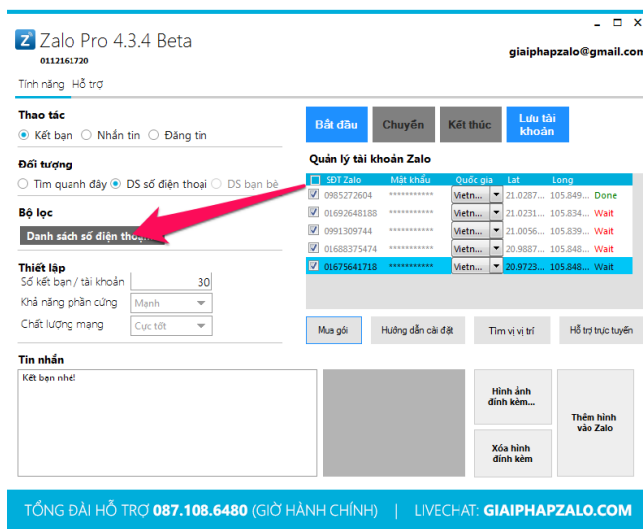 Zalo Pro 4.3.4 Beta
0112161720
giaiphapzalo@gmail.com
Tính năng Hỗ trợ
Thao tác
Kết bạn Nhắn tin Đăng tin
Đối tượng
Tìm quanh đây DS số điện thoại DS bạn bè
Bộ lọc
Danh sách số điện thoại...
Thiết lập
Số kết bạn / tài khoản 30
Khả năng phần cứng Mạnh
Chất lượng mạng Cực tốt
Bắt đầu Chuyển Kết thúc Lưu tài
khoản
Quản lý tài khoản Zalo
SĐT Zalo Mật khẩu Quốc gia Lat Long
0985272604 *********** Vietn... 21.0287... 105.849... Done
01692648188 *********** Vietn... 21.0231... 105.834... Wait
0991309744 *********** Vietn... 21.0056... 105.839... Wait
01688375474 *********** Vietn... 20.9887... 105.848... Wait
01675641718 *********** Vietn... 20.9723... 105.848... Wait
Mua gói Hướng dẫn cài đặt Tìm vị vị trí Hỗ trợ trực tuyến
Tin nhắn
Kết bạn nhé!
Hình ảnh
đính kèm...
Xóa hình
đính kèm
Thêm hình
vào Zalo
TỔNG ĐÀI HỖ TRỢ 087.108.6480 (GIỜ HÀNH CHÍNH) | LIVECHAT: GIAIPHAPZALO.COM